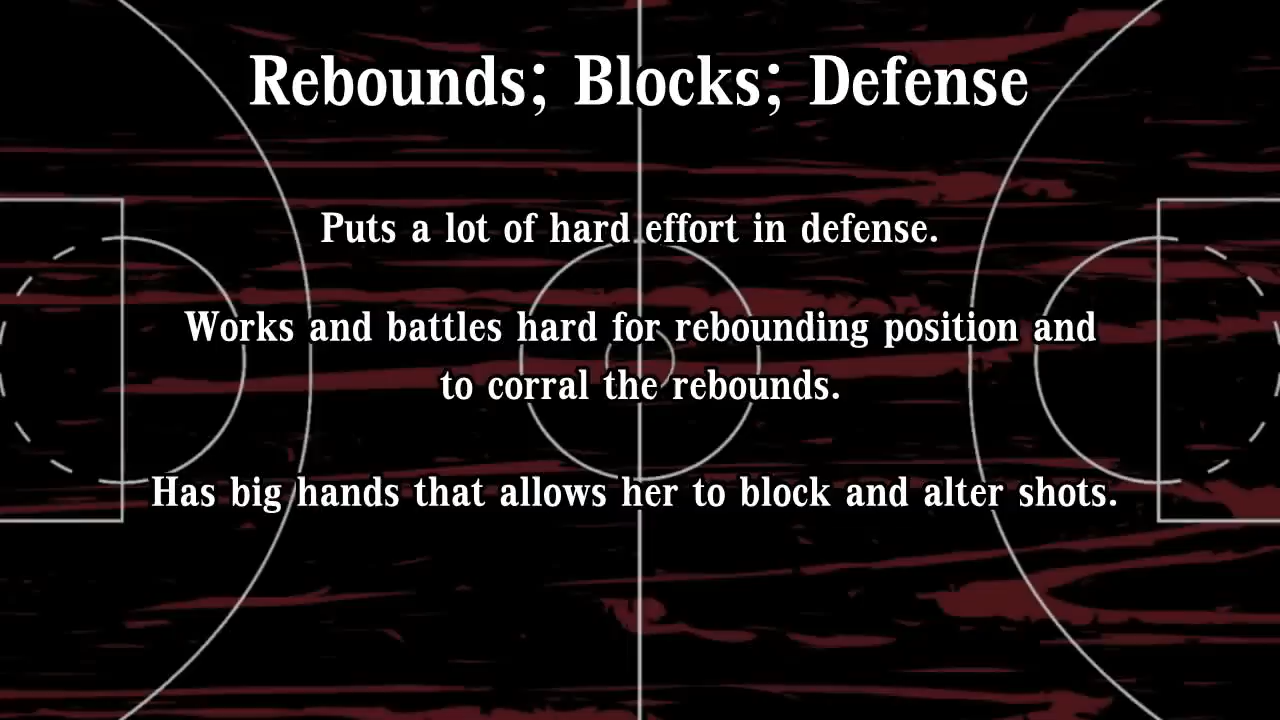 Rebounds; Blocks; Defense
Puts a lot of hard effort in defense.
Works and battles hard for rebounding position and
to corral the rebounds.
Has big hands that allows her to block and alter shots.